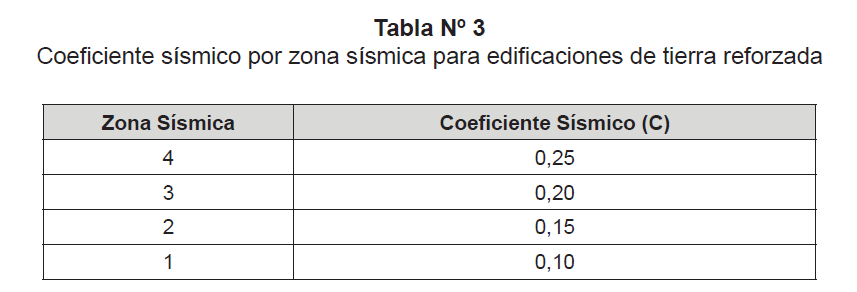 Tabla Nº 3
Coeficiente sísmico por zona sísmica para edificaciones de tierra reforzada
Zona Sísmica Coeficiente Sísmico (C)
4 0,25
3 0,20
2 0,15
1 0,10